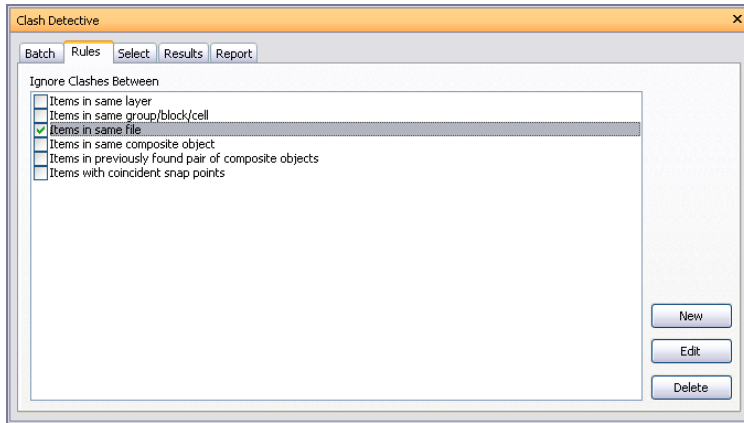 Clash Detective
Batch Rules Select Results Report
Ignore Clashes Between
Items in same layer
Items in same group/block/cell
Items in same file
Items in same composite object
Items in previously found pair of composite objects
Items with coincident snap points
New
Edit
Delete